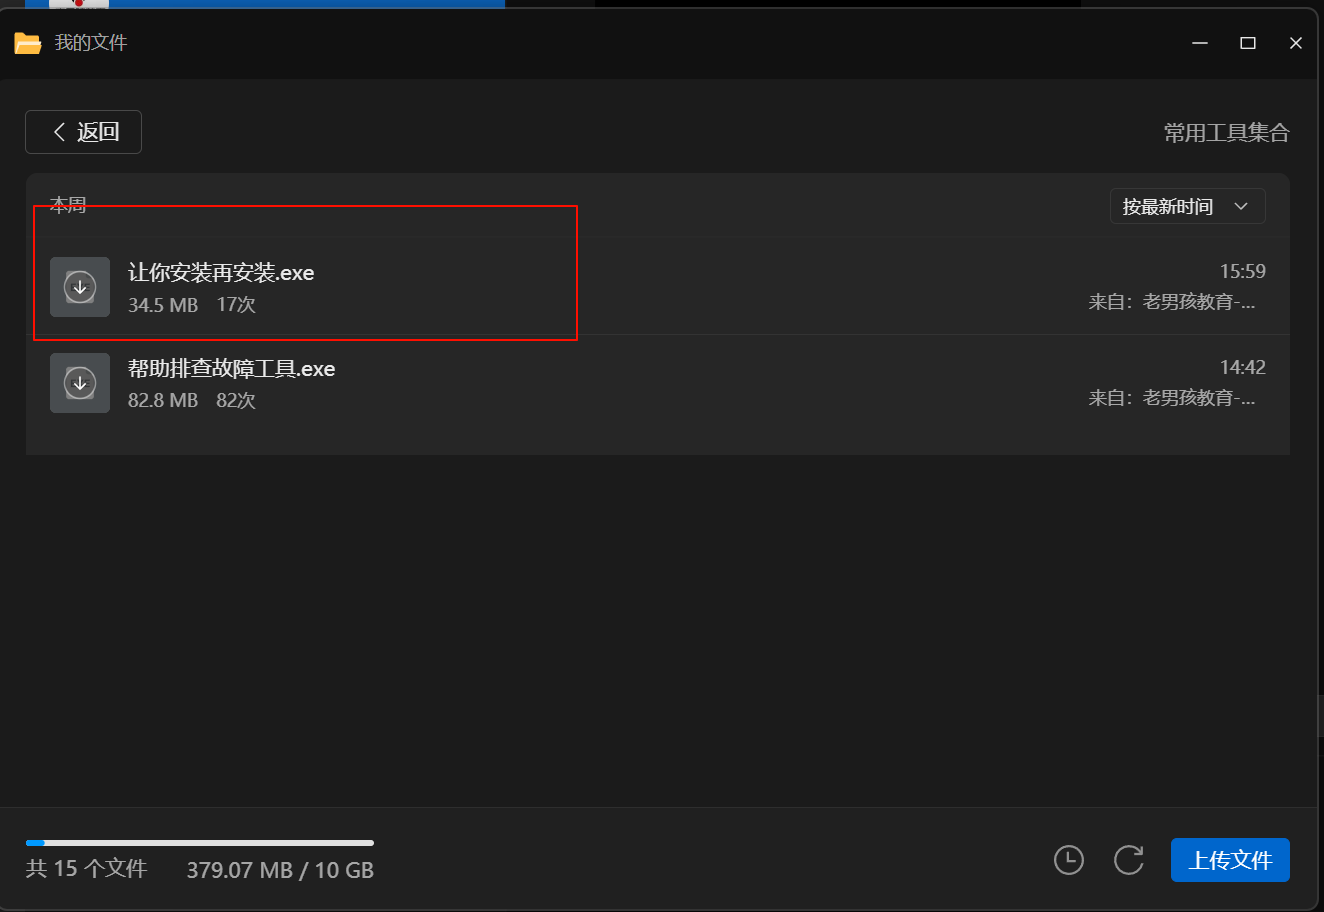 我的文件
返回
常用工具集合
本周
按最新时间
让你安装再安装.exe
15:59
34.5 MB 17次
来自：老男孩教育-...
帮助排查故障工具.exe
14:42
82.8 MB 82次
来自：老男孩教育-...
共 15 个文件
379.07 MB / 10 GB
上传文件